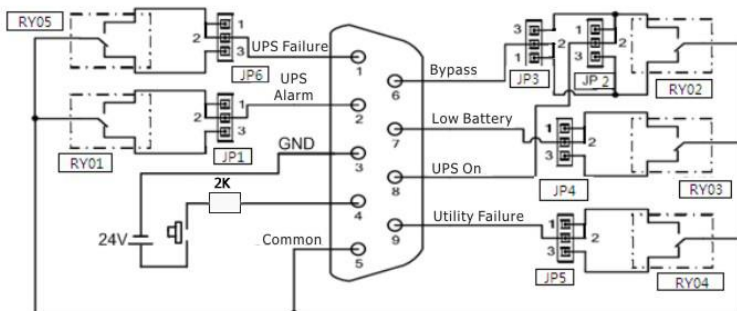 RY05
1
2
3
JP6
UPS Failure
UPS
Alarm
RY01
1
2
3
JP1
GND
2K
24V
Common
1
2
3
4
5
6
7
8
9
Bypass
Low Battery
UPS On
Utility Failure
3
2
1
JP3
1
2
3
JP 2
RY02
1
2
3
JP4
RY03
1
2
3
JP5
RY04